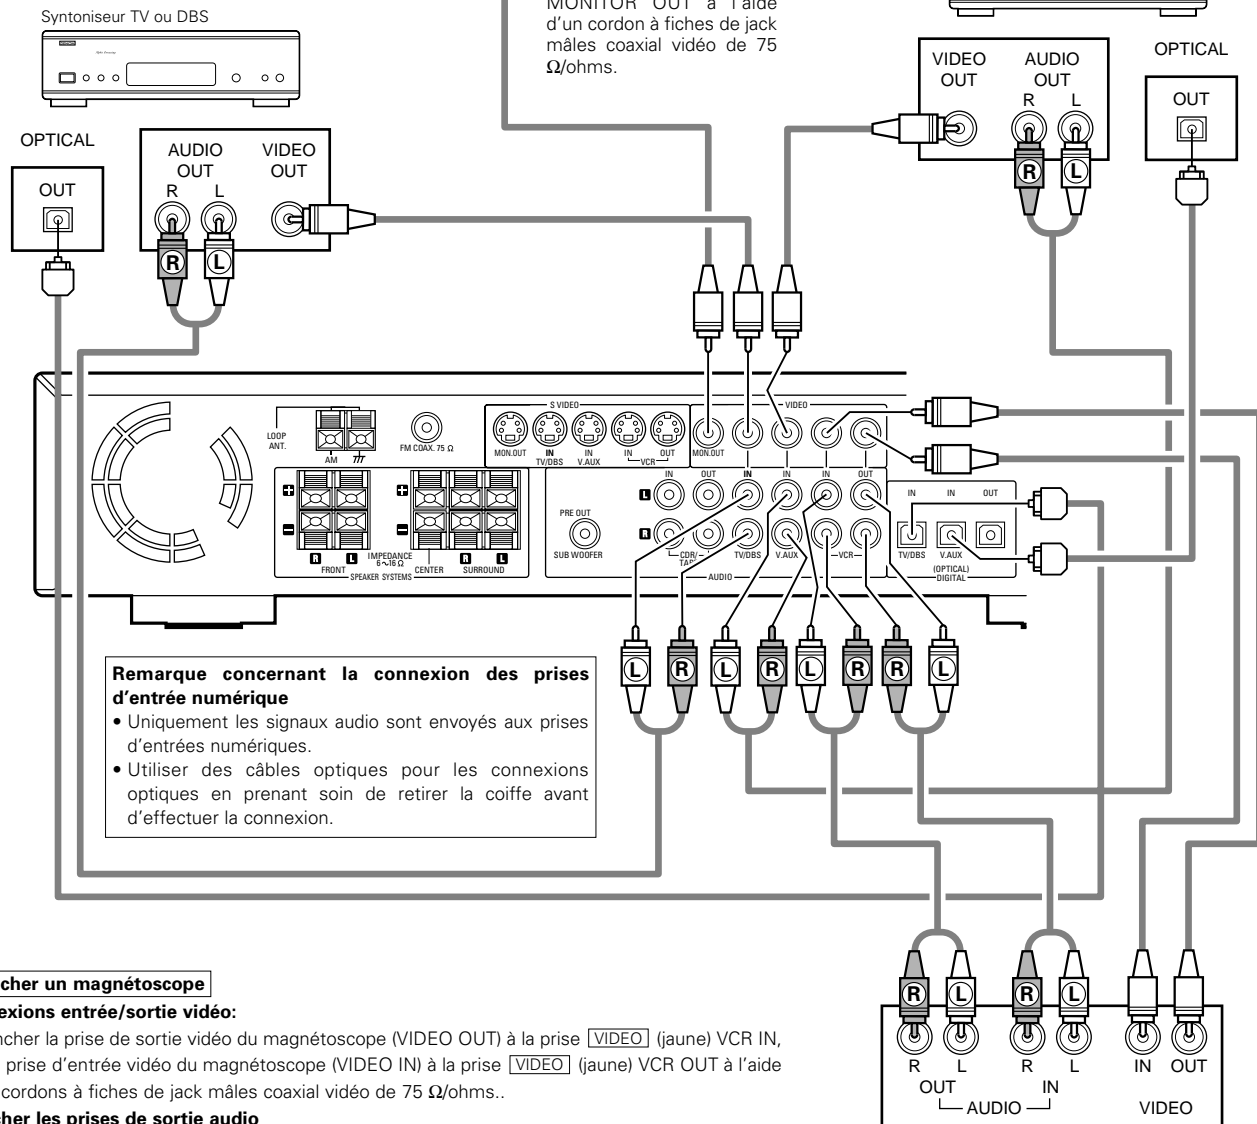 MONITOR OUT à l'aide
d'un cordon à fiches de jack
mâles coaxial vidéo de 75
Ω/ohms.
Syntoniseur TV ou DBS
OPTICAL
OUT
AUDIO
OUT
R L
VIDEO
OUT
R L
VIDEO
OUT
AUDIO
OUT
R L
R L
OPTICAL
OUT
LOOP
ANT.
AM
FM COAX. 75 Ω
S VIDEO
MON.OUT
IN
TV/DBS
IN
V.AUX
IN OUT
VCR
VIDEO
MON.OUT
IN OUT IN IN IN OUT
L
R
PRE OUT
SUB WOOFER
CDR/
TV/DBS
V.AUX
VCR
AUDIO
IN IN OUT
TV/DBS V.AUX
(OPTICAL)
DIGITAL
R L
FRONT
IMPEDANCE
6~16 Ω
CENTER
R L
SURROUND
SPEAKER SYSTEMS
L R L R L R R L
Remarque concernant la connexion des prises
d'entrée numérique
• Uniquement les signaux audio sont envoyés aux prises
d'entrées numériques.
• Utiliser des câbles optiques pour les connexions
optiques en prenant soin de retirer la coiffe avant
d'effectuer la connexion.
cher un magnétoscope
exions entrée/sortie vidéo:
ncher la prise de sortie vidéo du magnétoscope (VIDEO OUT) à la prise VIDEO (jaune) VCR IN,
prise d'entrée vidéo du magnétoscope (VIDEO IN) à la prise VIDEO (jaune) VCR OUT à l'aide
cordons à fiches de jack mâles coaxial vidéo de 75 Ω/ohms..
cher les prises de sortie audio
R L R L
R L R L IN OUT
OUT IN
AUDIO
VIDEO